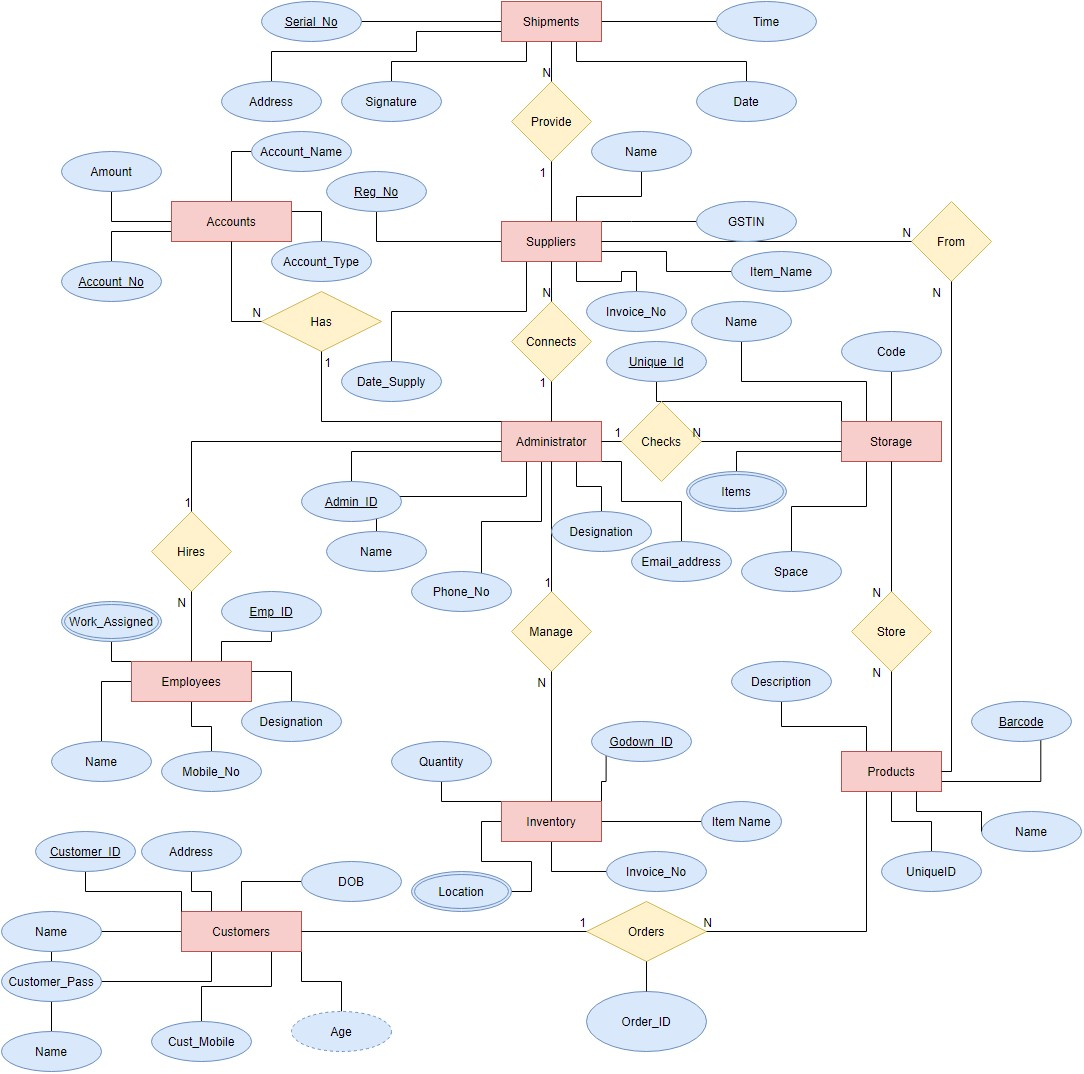 Serial_No
Shipments
Time
Address
Signature
N
Date
Provide
Account_Name
Name
Amount
1
Reg_No
Accounts
GSTIN
Suppliers
N
From
Account_Type
Item_Name
Account_No
N
N
Invoice_No
N
Has
Name
Connects
Code
1
Unique_Id
Date_Supply
1
1
N
Administrator
Checks
Storage
Items
Admin_ID
1
Designation
Name
Hires
Email_address
Space
1
Phone_No
N
N
Work_Assigned
Emp_ID
Manage
Store
N
Employees
N
Description
Designation
Barcode
Godown_ID
Name
Quantity
Mobile_No
Products
Inventory
Item Name
Name
Customer_ID
Address
Invoice_No
UniqueID
DOB
Location
1
N
Name
Customers
Orders
Customer_Pass
Order_ID
Age
Cust_Mobile
Name